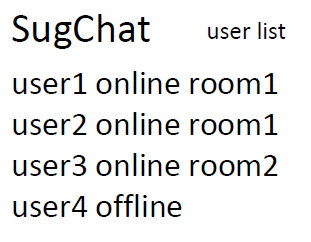 SugChat user list
user1 online room1
user2 online room1
user3 online room2
user4 offline